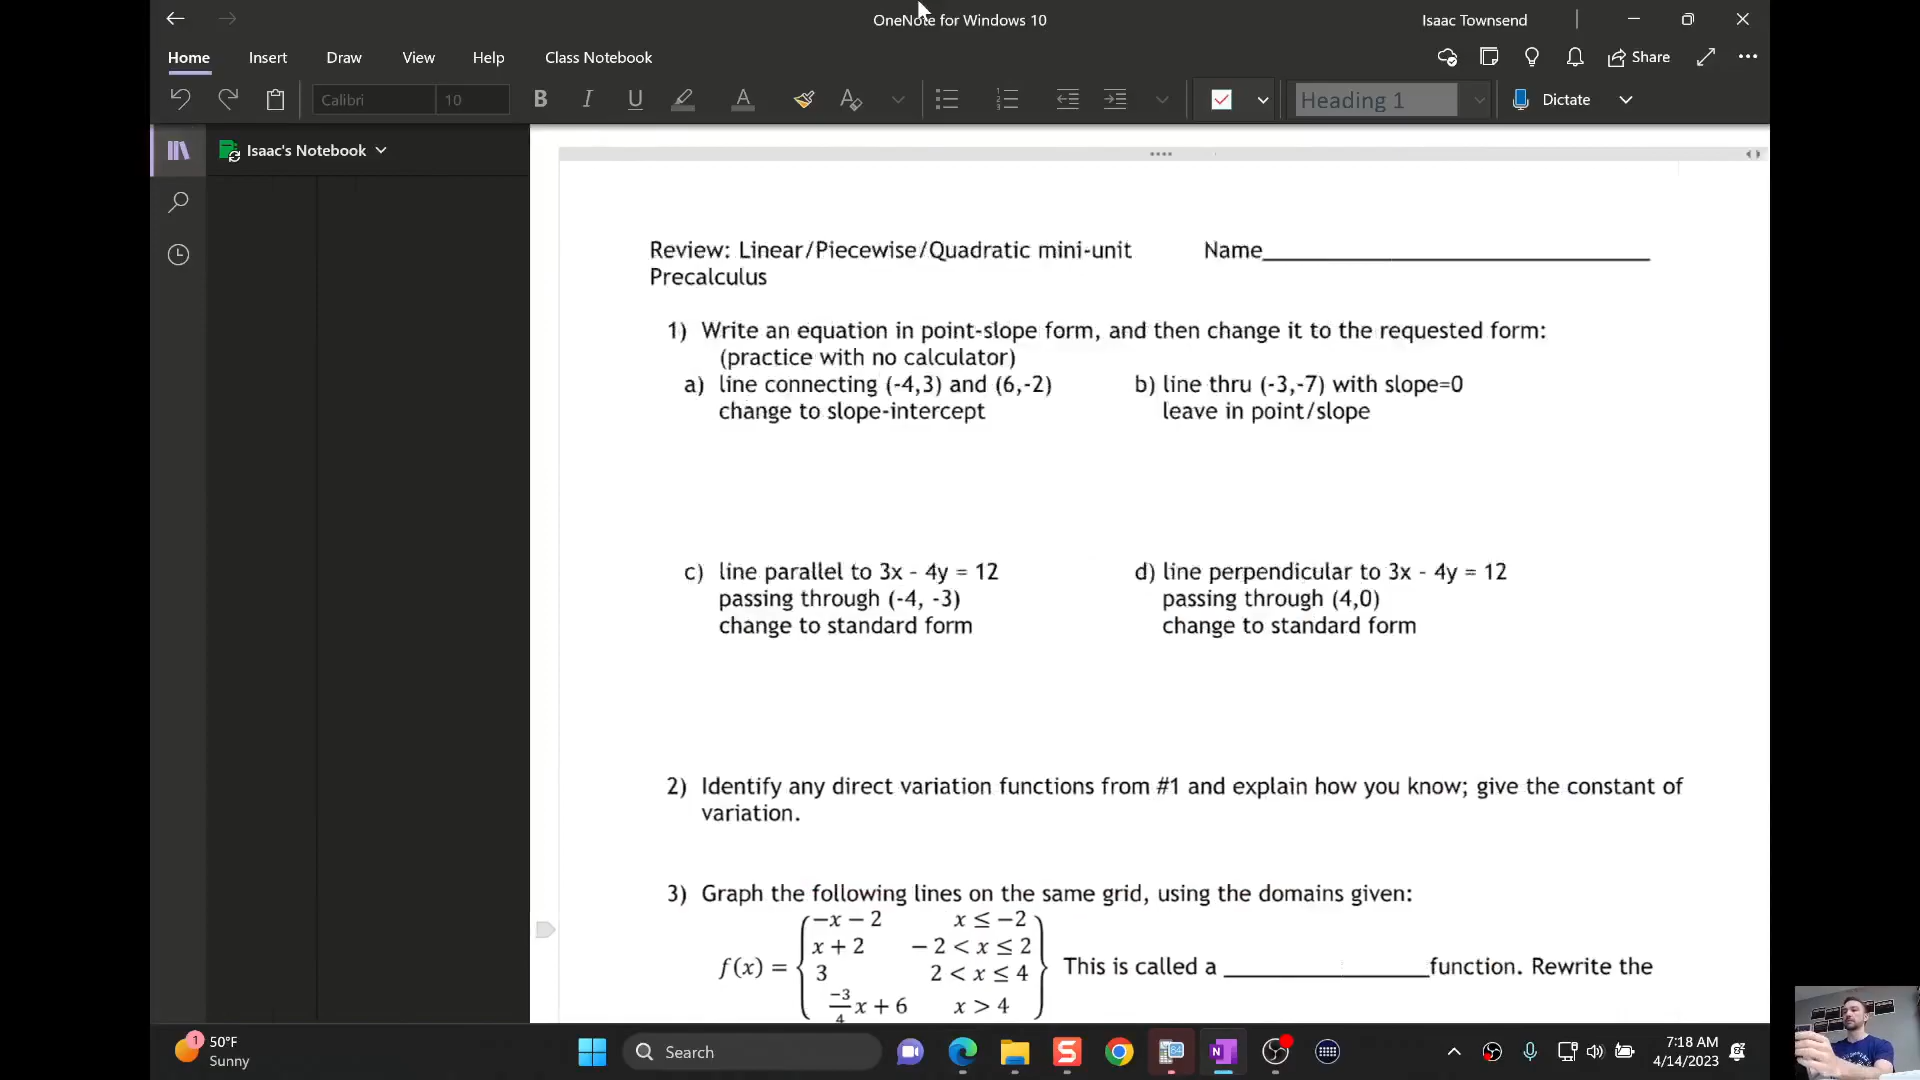 OneNote for Windows 10
Isaac Townsend
Home Insert Draw View Help Class Notebook
Share
Calibri 10 B I U A A Heading 1 Dictate
Isaac's Notebook
Review: Linear/Piecewise/Quadratic mini-unit Name
Precalculus
1) Write an equation in point-slope form, and then change it to the requested form:
(practice with no calculator)
a) line connecting (-4,3) and (6,-2)
change to slope-intercept
b) line thru (-3,-7) with slope=0
leave in point/slope
c) line parallel to 3x - 4y = 12
passing through (-4, -3)
change to standard form
d) line perpendicular to 3x - 4y = 12
passing through (4,0)
change to standard form
2) Identify any direct variation functions from #1 and explain how you know; give the constant of
variation.
3) Graph the following lines on the same grid, using the domains given:
−x − 2 x ≤ −2
x + 2 − 2 < x ≤ 2
f(x) = { 3 2 < x ≤ 4 } This is called a ____________________function. Rewrite the
−3/4 x + 6 x > 4
1
50°F
Sunny
Search
7:18 AM
4/14/2023